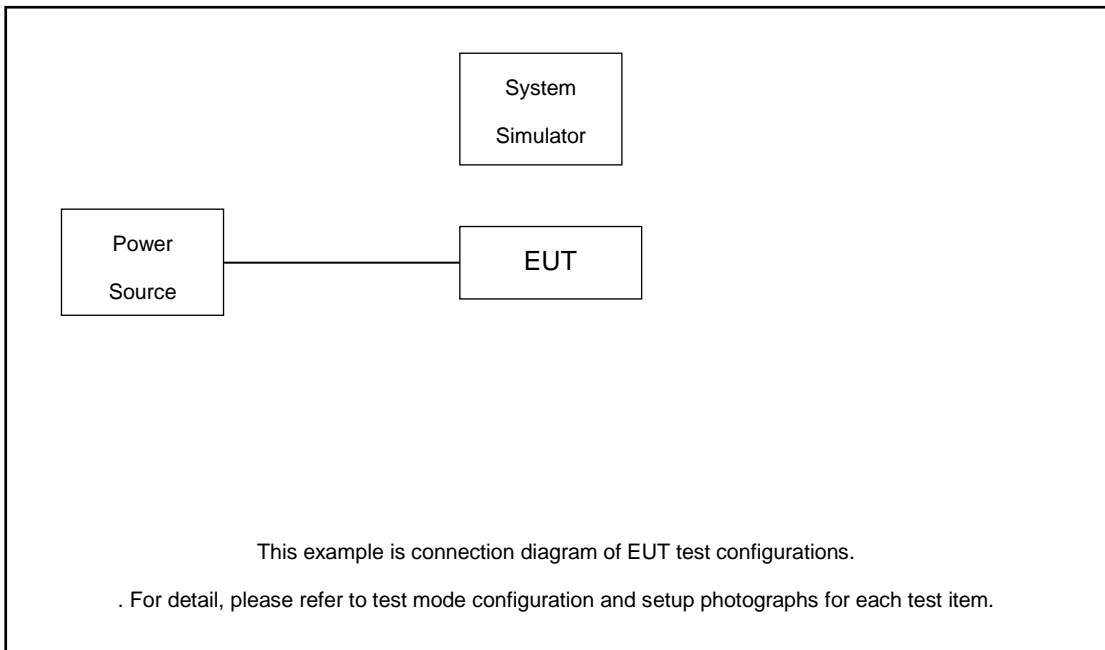 System
Simulator
Power
Source
EUT
This example is connection diagram of EUT test configurations.
. For detail, please refer to test mode configuration and setup photographs for each test item.